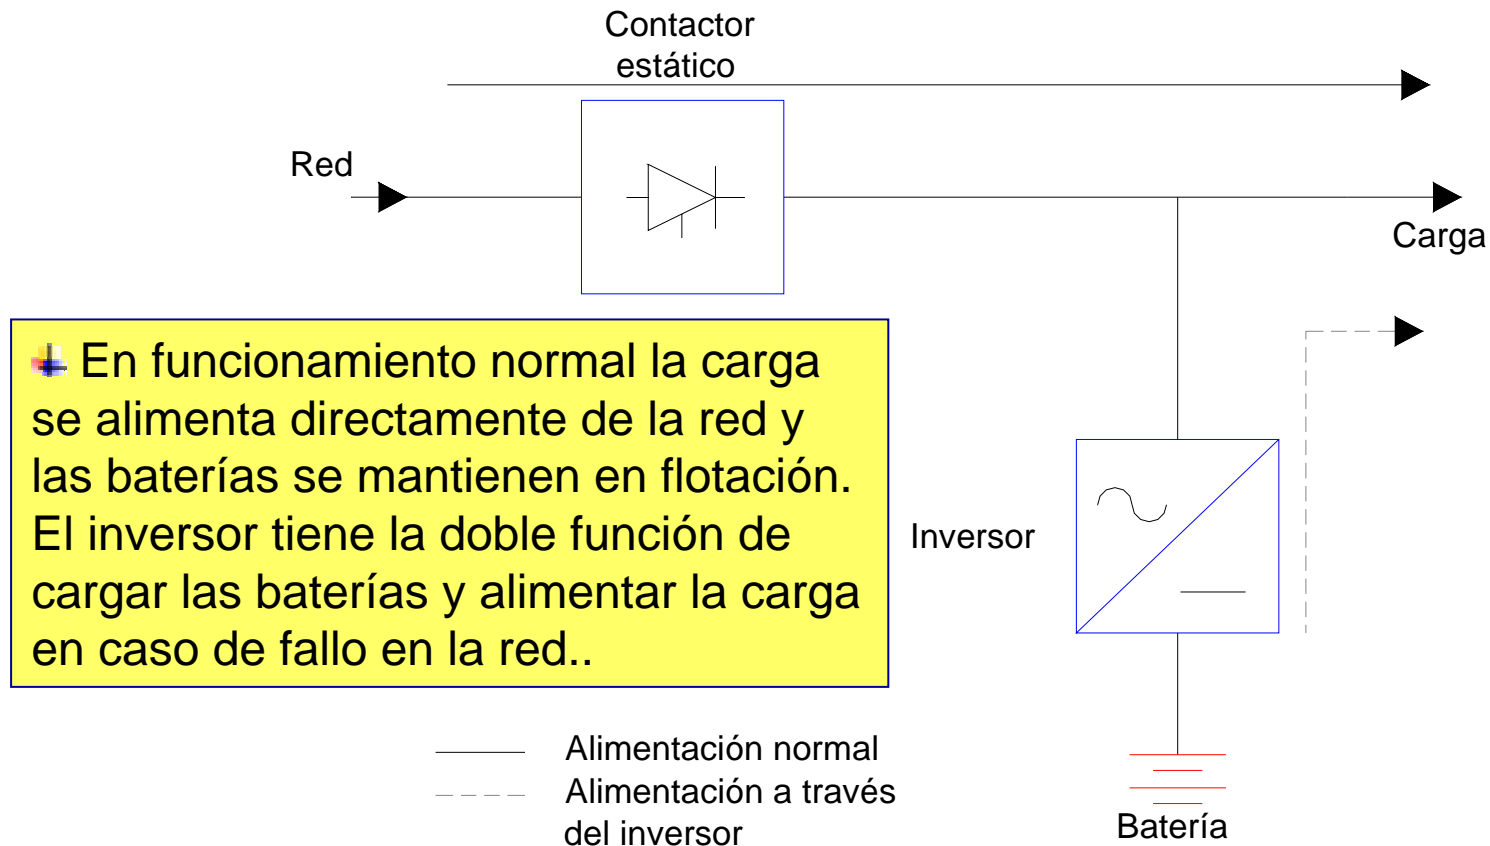 Contactor
estático
Red
Carga
En funcionamiento normal la carga
se alimenta directamente de la red y
las baterías se mantienen en flotación.
El inversor tiene la doble función de
cargar las baterías y alimentar la carga
en caso de fallo en la red..
Inversor
Alimentación normal
Alimentación a través
del inversor
Batería